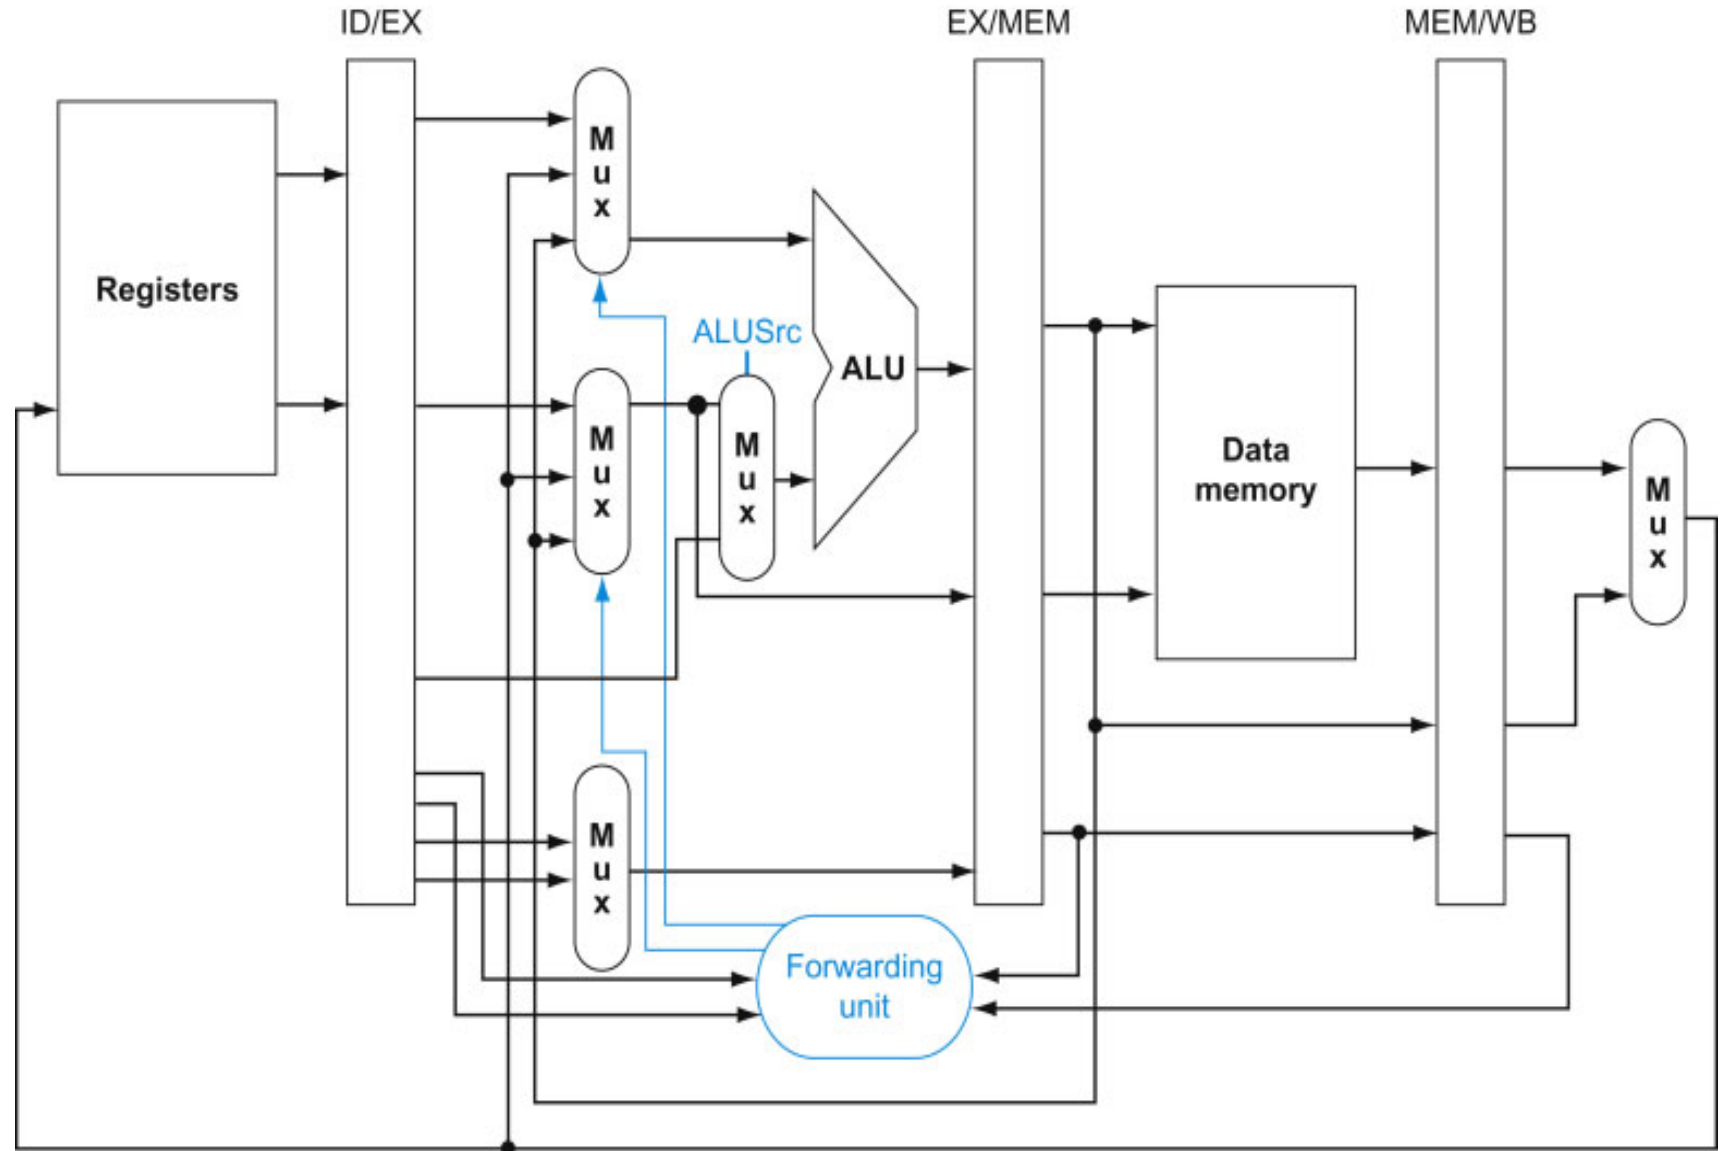 ID/EX
EX/MEM
MEM/WB
M
u
x
Registers
ALUSrc
ALU
M
u
x
M
u
x
Data
memory
M
u
x
M
u
x
Forwarding
unit